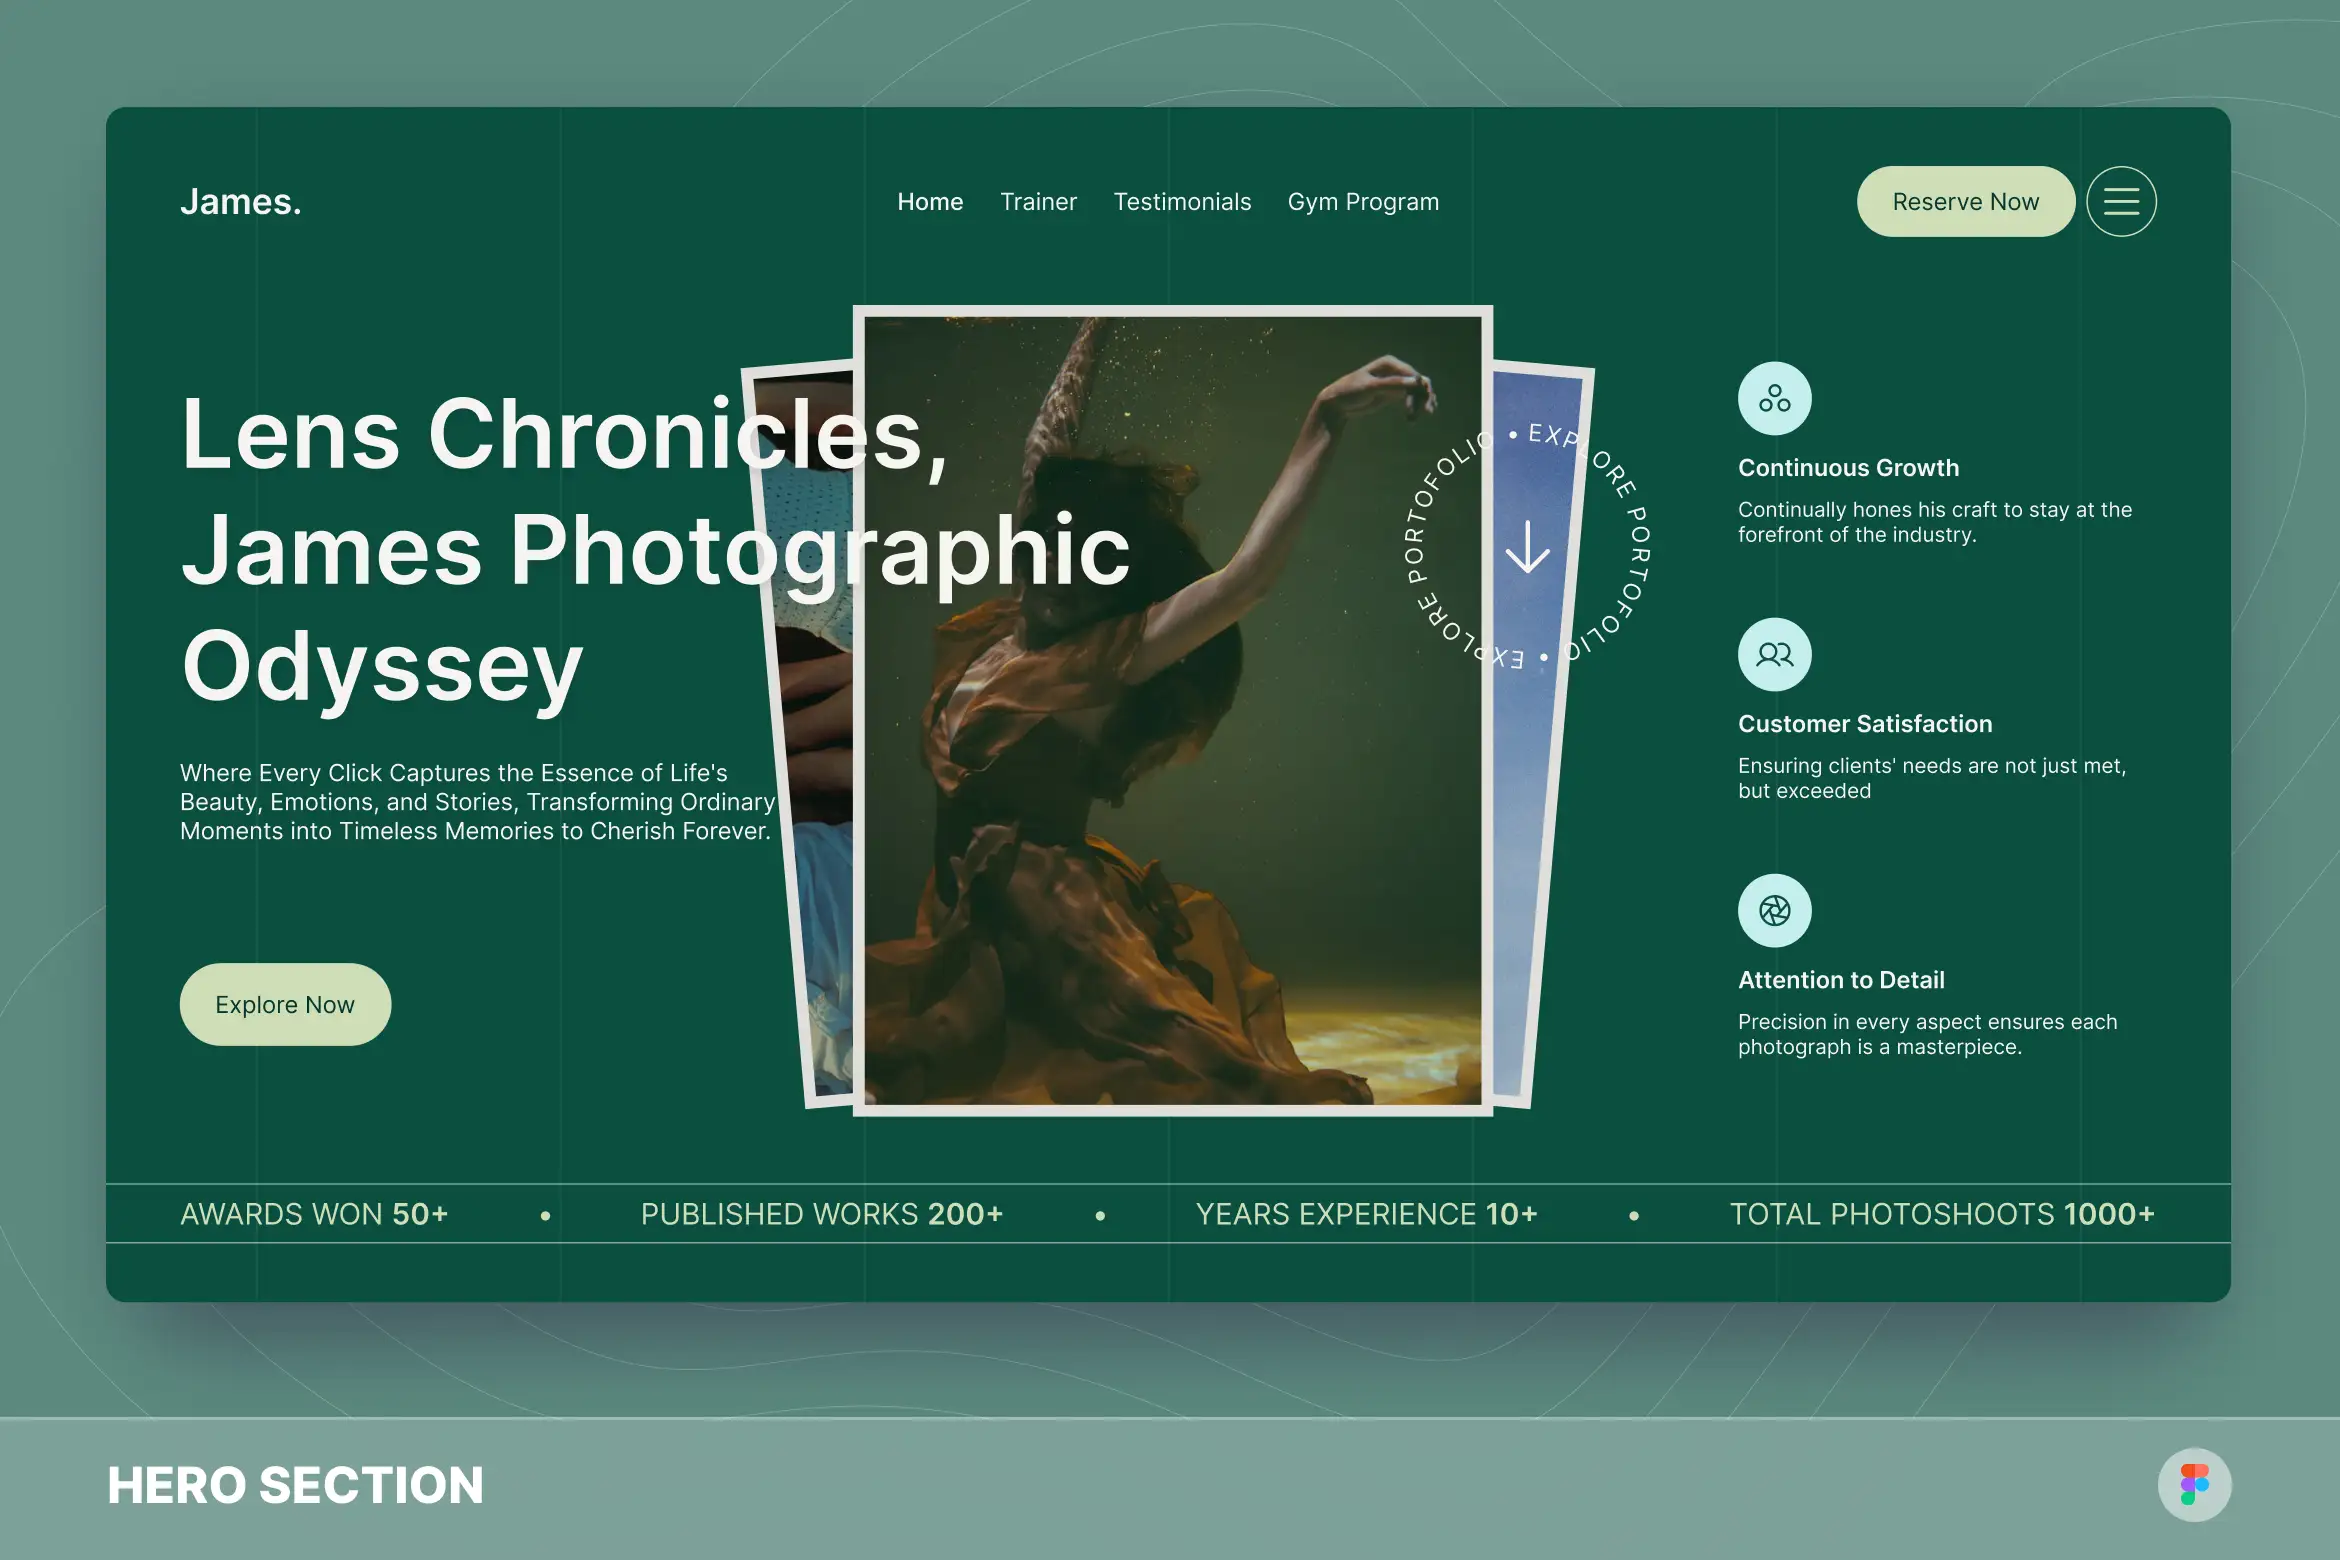 James.
Home
Trainer
Testimonials
Gym Program
Reserve Now
Lens Chronicles,
James Photographic
Odyssey
Where Every Click Captures the Essence of Life's
Beauty, Emotions, and Stories, Transforming Ordinary
Moments into Timeless Memories to Cherish Forever.
Explore Now
EXPLORE PORTOFOLIO • EXPLORE PORTOFOLIO •
Continuous Growth
Continually hones his craft to stay at the
forefront of the industry.
Customer Satisfaction
Ensuring clients' needs are not just met,
but exceeded
Attention to Detail
Precision in every aspect ensures each
photograph is a masterpiece.
AWARDS WON 50+ • PUBLISHED WORKS 200+ • YEARS EXPERIENCE 10+ • TOTAL PHOTOSHOOTS 1000+
HERO SECTION